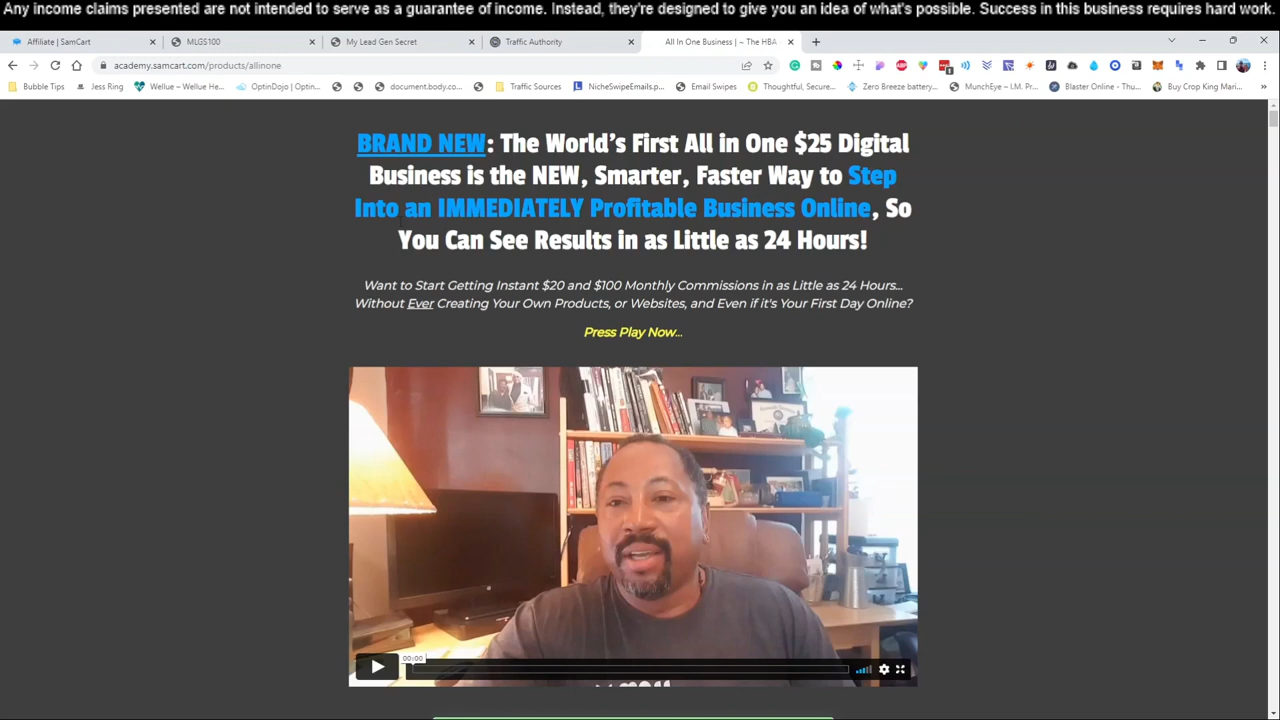 Any income claims presented are not intended to serve as a guarantee of income. Instead, they're designed to give you an idea of what's possible. Success in this business requires hard work.
Affiliate | SamCart
MLGS100
My Lead Gen Secret
Traffic Authority
All In One Business | ~ The HBA
academy.samcart.com/products/allinone
Bubble Tips
Jess Ring
Wellue – Wellue He...
OptinDojo | Optin...
document.body.co...
Traffic Sources
NicheSwipeEmails.p...
Email Swipes
Thoughtful, Secure...
Zero Breeze battery...
MunchEye – I.M. Pr...
Blaster Online - Thu...
Buy Crop King Mari...
BRAND NEW: The World's First All in One $25 Digital
Business is the NEW, Smarter, Faster Way to Step
Into an IMMEDIATELY Profitable Business Online, So
You Can See Results in as Little as 24 Hours!
Want to Start Getting Instant $20 and $100 Monthly Commissions in as Little as 24 Hours...
Without Ever Creating Your Own Products, or Websites, and Even if it's Your First Day Online?
Press Play Now...
00:00